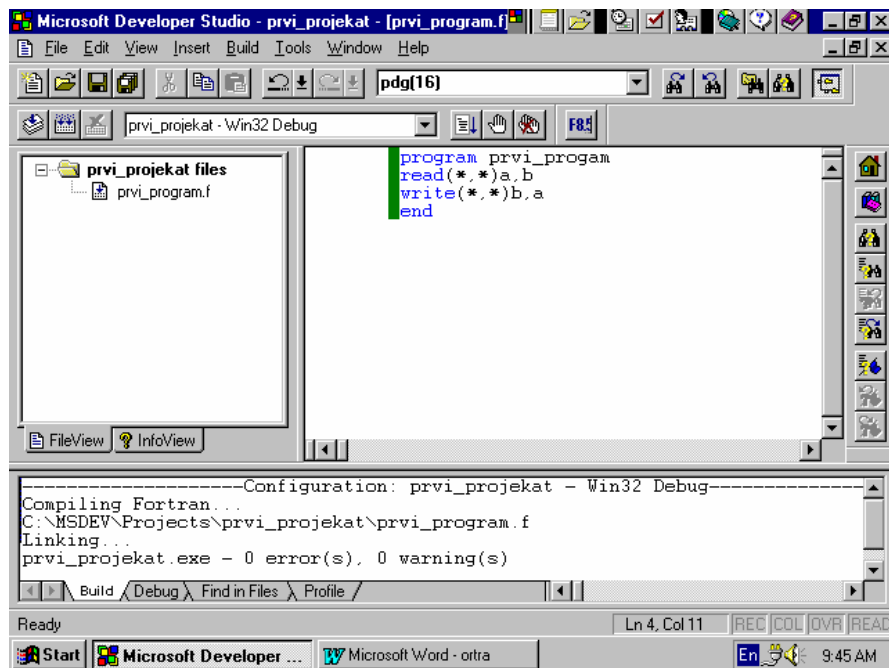 Microsoft Developer Studio - prvi_projekat - [prvi_program.f]
File Edit View Insert Build Tools Window Help
pdg(16)
prvi_projekat - Win32 Debug
F8.5
prvi_projekat files
prvi_program.f
program prvi_progam
read(*,*)a,b
write(*,*)b,a
end
FileView InfoView
--------------------Configuration: prvi_projekat - Win32 Debug--------------------
Compiling Fortran...
C:\MSDEV\Projects\prvi_projekat\prvi_program.f
Linking...
prvi_projekat.exe - 0 error(s), 0 warning(s)
Build Debug Find in Files Profile
Ready Ln 4, Col 11 REC COL OVR READ
Start Microsoft Developer ... Microsoft Word - ortra En 9:45 AM